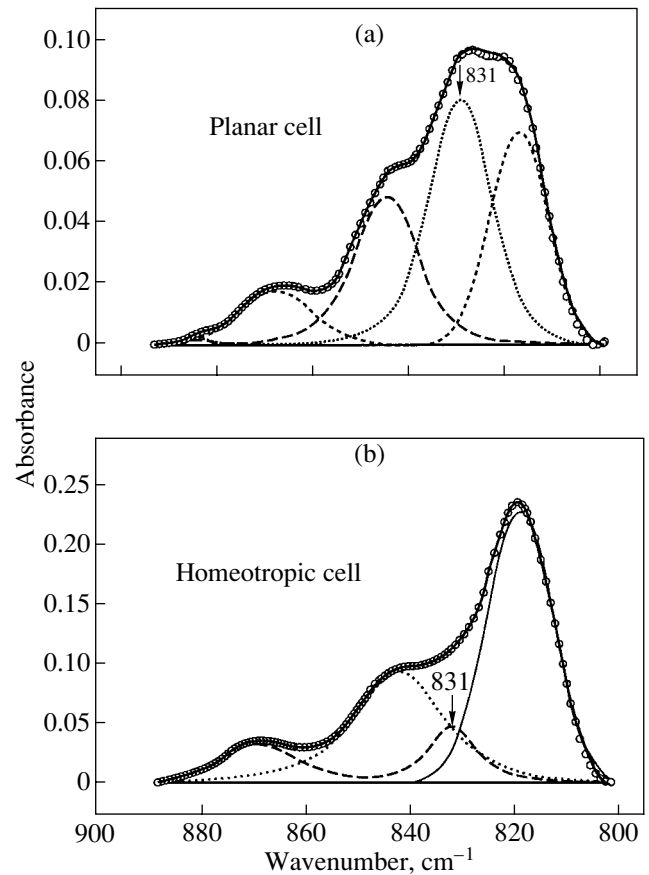 (a)
0.10
0.08
0.06
0.04
0.02
0
831
Planar cell
Absorbance
(b)
0.25
0.20
0.15
0.10
0.05
0
Homeotropic cell
831
900 880 860 840 820 800
Wavenumber, cm⁻¹